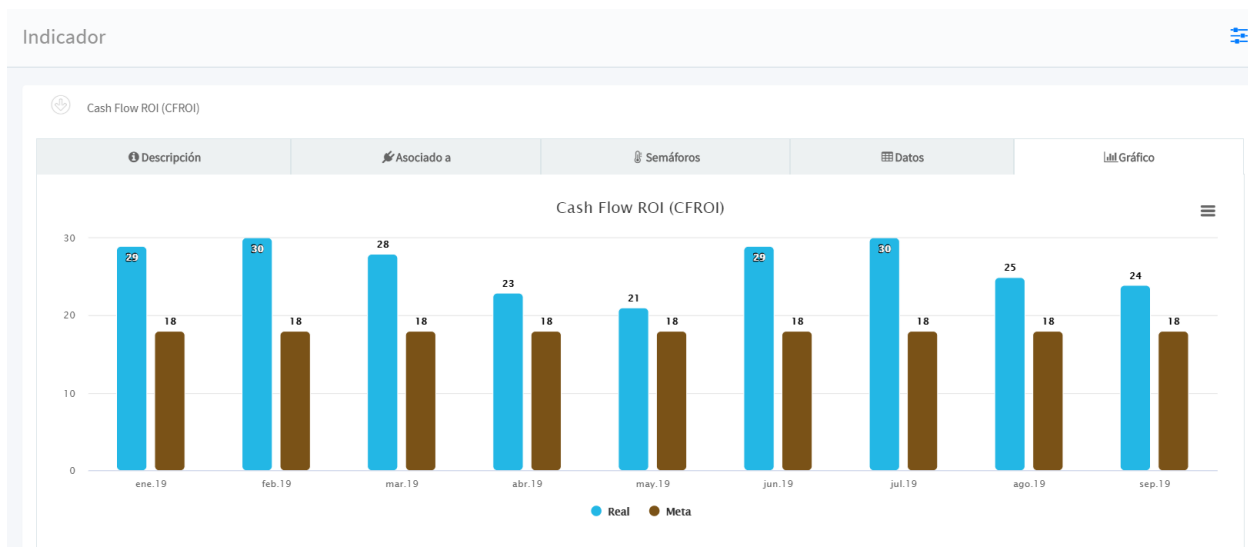 Indicador
Cash Flow ROI (CFROI)
Descripción Asociado a Semáforos Datos Gráfico
Cash Flow ROI (CFROI)
30
20
10
0
29 18 30 18 28 18 23 18 21 18 29 18 30 18 25 18 24 18
ene.19 feb.19 mar.19 abr.19 may.19 jun.19 jul.19 ago.19 sep.19
Real Meta